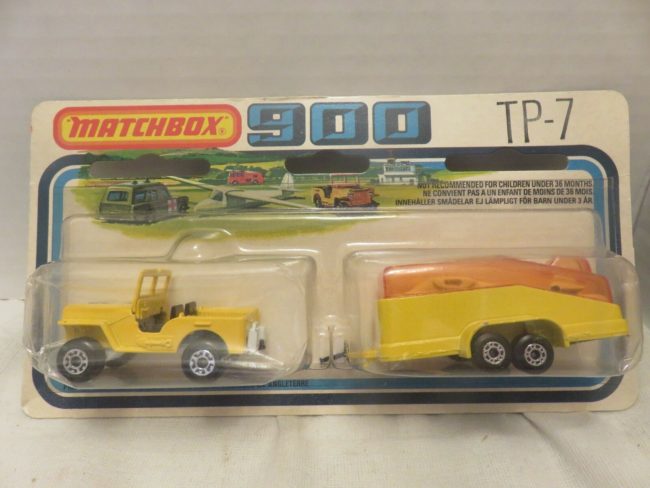 MATCHBOX ®
900
TP-7
NOT RECOMMENDED FOR CHILDREN UNDER 36 MONTHS.
NE CONVIENT PAS A UN ENFANT DE MOINS DE 36 MOIS.
INNEHÅLLER SMÅDELAR EJ LÄMPLIGT FÖR BARN UNDER 3 ÅR
ANGLETERRE